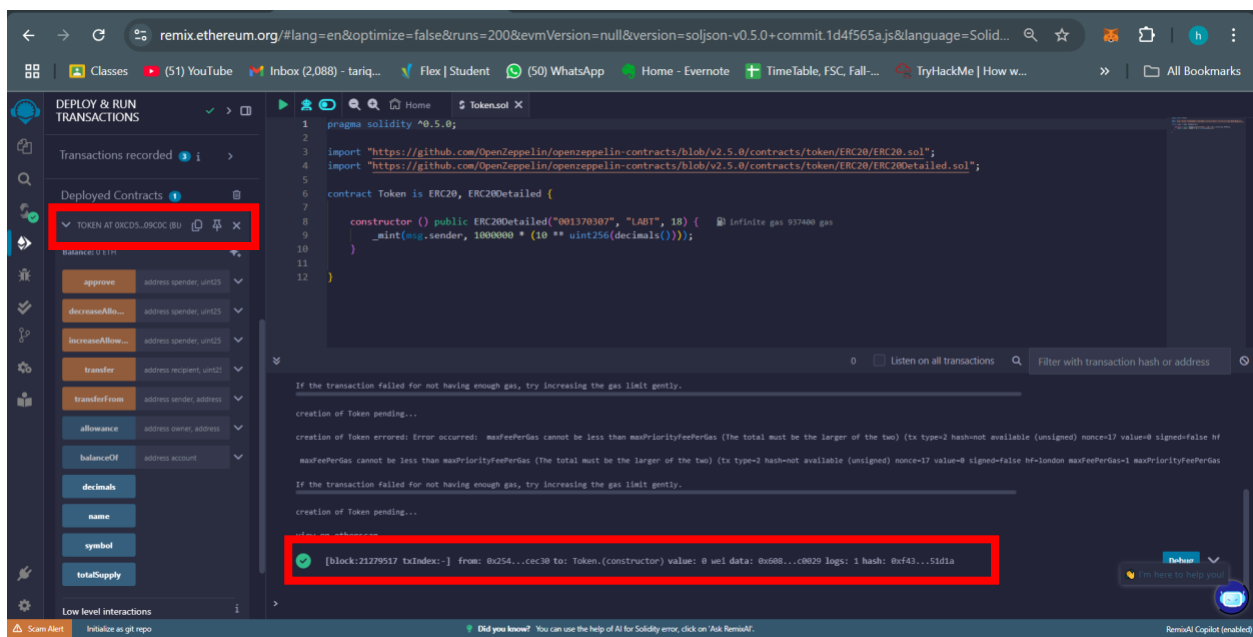 remix.ethereum.org/#lang=en&optimize=false&runs=200&evmVersion=null&version=soljson-v0.5.0+commit.1d4f565a.js&language=Solid...
h
Classes
(51) YouTube
Inbox (2,088) - tariq...
Flex | Student
(50) WhatsApp
Home - Evernote
TimeTable, FSC, Fall-...
TryHackMe | How w...
»
All Bookmarks
DEPLOY & RUN
TRANSACTIONS
Transactions recorded 3 i
Deployed Contracts 1
TOKEN AT 0XCD5...09C0C (BL
Balance: 0 ETH
approve address spender, uint25
decreaseAllo... address spender, uint25
increaseAllow... address spender, uint25
transfer address recipient, uint25
transferFrom address sender, address
allowance address owner, address
balanceOf address account
decimals
name
symbol
totalSupply
Low level interactions i
Home
Token.sol
1 pragma solidity ^0.5.0;
2
3 import "https://github.com/OpenZeppelin/openzeppelin-contracts/blob/v2.5.0/contracts/token/ERC20/ERC20.sol";
4 import "https://github.com/OpenZeppelin/openzeppelin-contracts/blob/v2.5.0/contracts/token/ERC20/ERC20Detailed.sol";
5
6 contract Token is ERC20, ERC20Detailed {
7
8 constructor () public ERC20Detailed("001370307", "LABT", 18) { infinite gas 937400 gas
9 _mint(msg.sender, 1000000 * (10 ** uint256(decimals())));
10 }
11
12 }
0 Listen on all transactions Filter with transaction hash or address
If the transaction failed for not having enough gas, try increasing the gas limit gently.
creation of Token pending...
creation of Token errored: Error occurred: maxFeePerGas cannot be less than maxPriorityFeePerGas (The total must be the larger of the two) (tx type=2 hash=not available (unsigned) nonce=17 value=0 signed=false hf
maxFeePerGas cannot be less than maxPriorityFeePerGas (The total must be the larger of the two) (tx type=2 hash=not available (unsigned) nonce=17 value=0 signed=false hf=london maxFeePerGas=1 maxPriorityFeePerGas
If the transaction failed for not having enough gas, try increasing the gas limit gently.
creation of Token pending...
view on etherscan
[block:21279517 txIndex:-] from: 0x254...cec30 to: Token.(constructor) value: 0 wei data: 0x608...c0029 logs: 1 hash: 0xf43...51d1a
Debug
I'm here to help you!
>
Scam Alert
Initialize as git repo
Did you know? You can use the help of AI for Solidity error, click on 'Ask RemixAI'.
RemixAI Copilot (enabled)